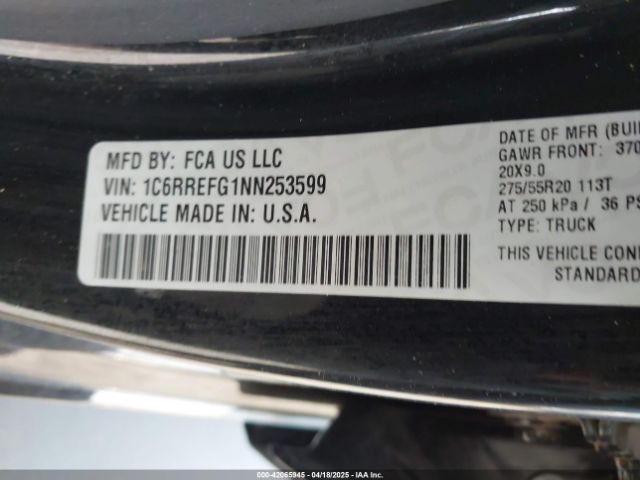 MFD BY: FCA US LLC
VIN: 1C6RREFG1NN253599
VEHICLE MADE IN: U.S.A.
DATE OF MFR (BUI
GAWR FRONT: 370
20X9.0
275/55R20 113T
AT 250 kPa / 36 PS
TYPE: TRUCK
THIS VEHICLE CON
STANDARD
000-42065945 04/18/2025 - IAA Inc.